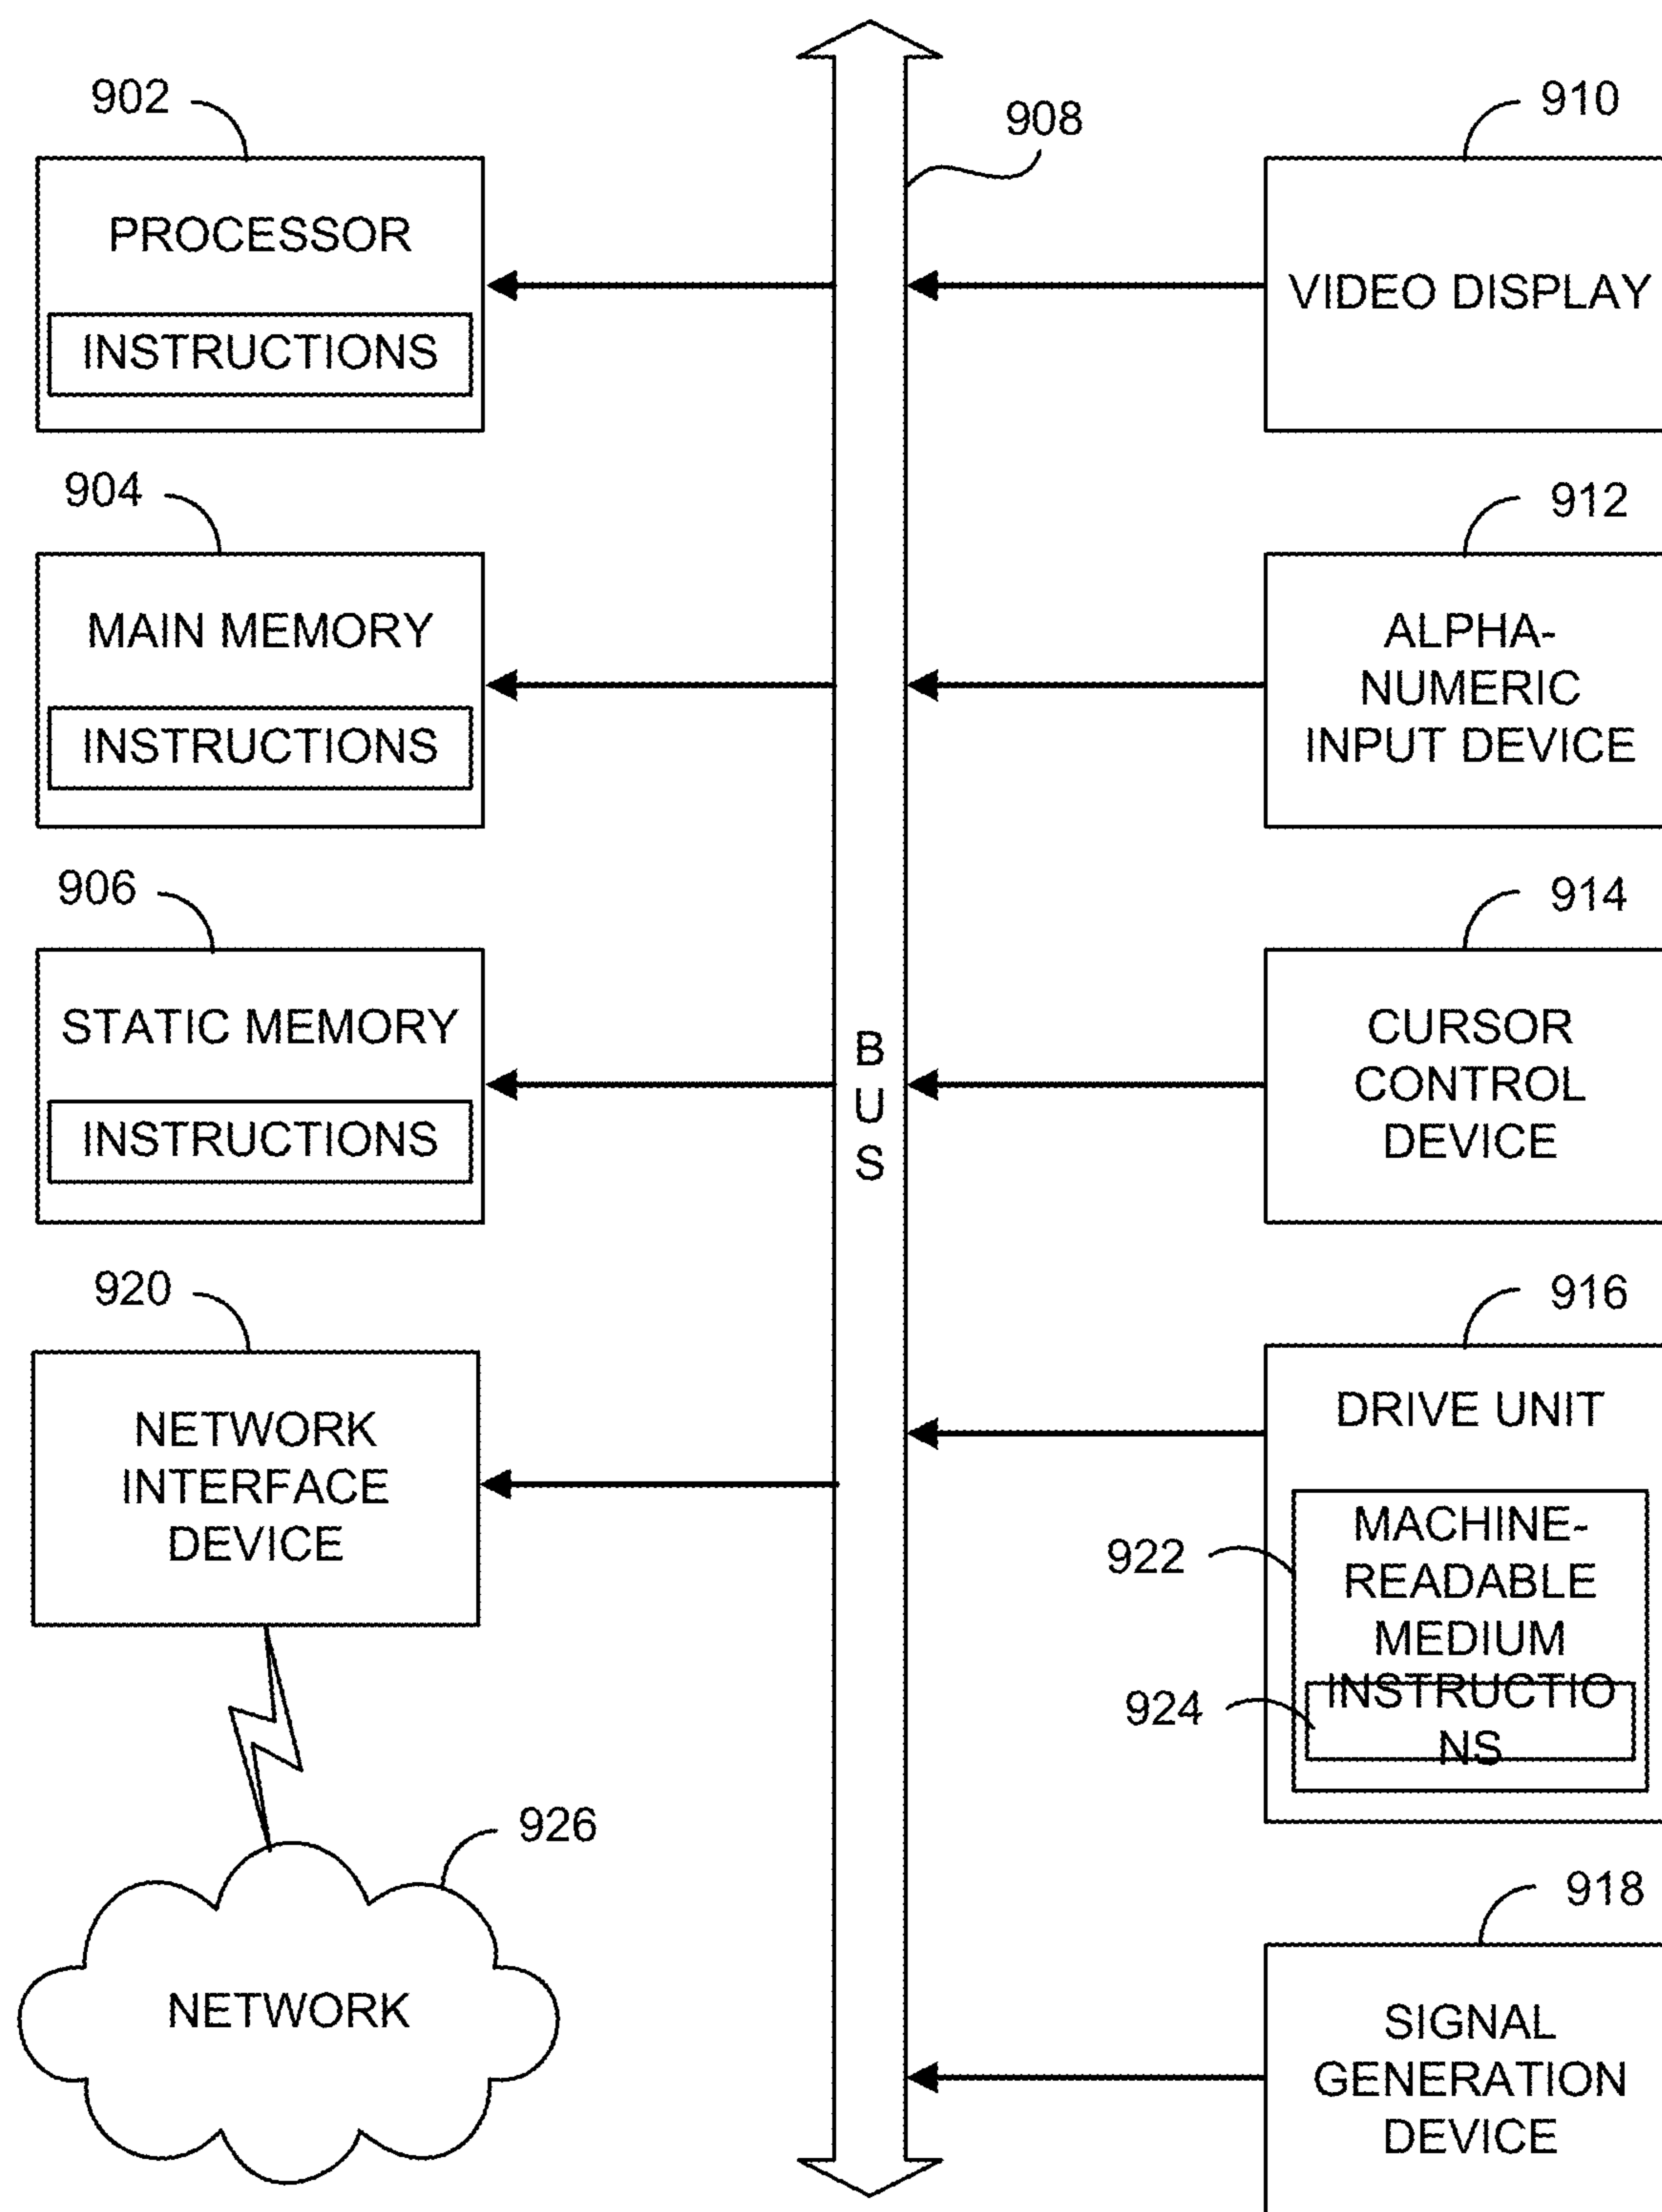 902
PROCESSOR
INSTRUCTIONS
904
MAIN MEMORY
INSTRUCTIONS
906
STATIC MEMORY
INSTRUCTIONS
920
NETWORK
INTERFACE
DEVICE
926
NETWORK
908
B
U
S
910
VIDEO DISPLAY
912
ALPHA-
NUMERIC
INPUT DEVICE
914
CURSOR
CONTROL
DEVICE
916
DRIVE UNIT
922
MACHINE-
READABLE
MEDIUM
924
INSTRUCTIO
NS
918
SIGNAL
GENERATION
DEVICE